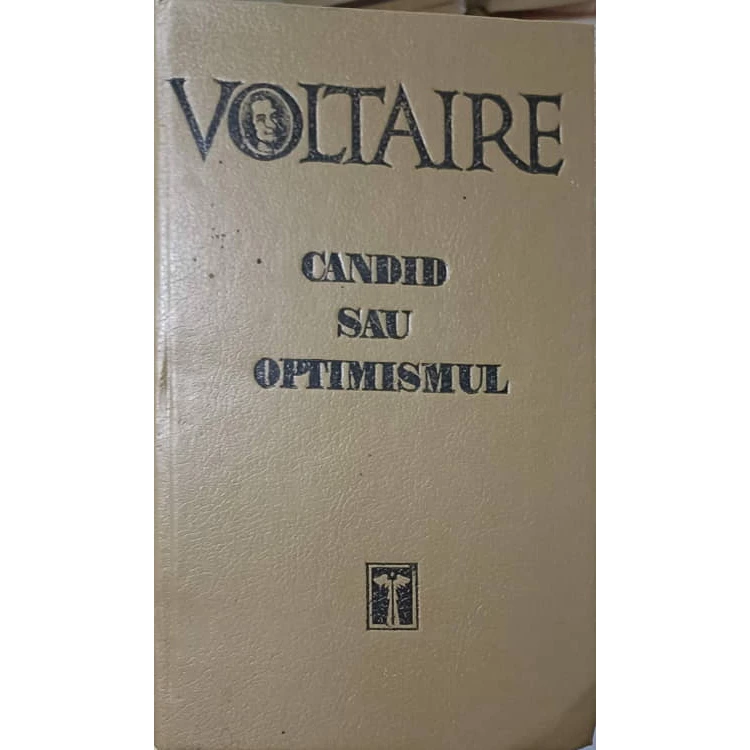 VOLTAIRE
CANDID
SAU
OPTIMISMUL